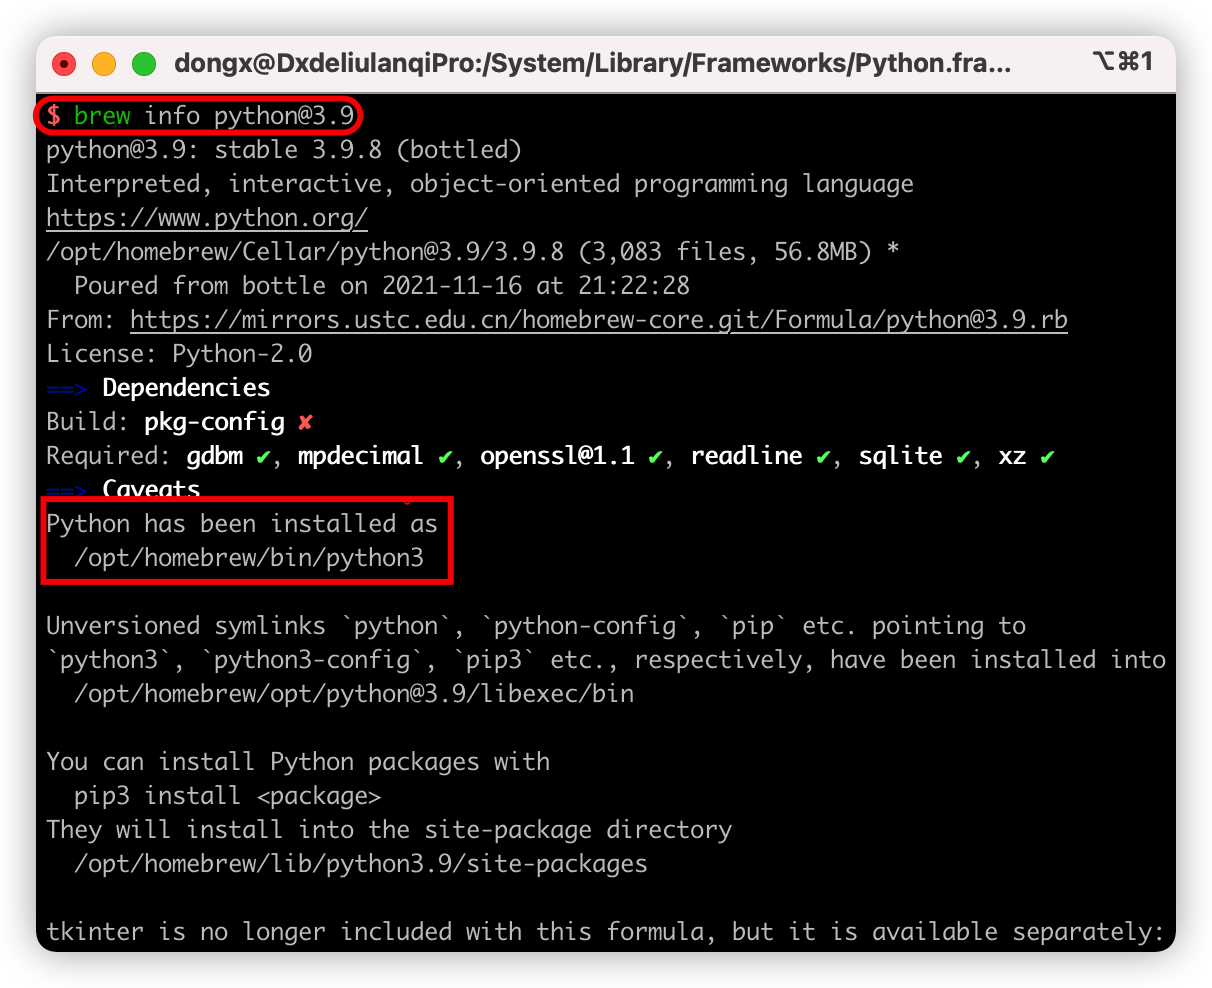 dongx@DxdeliulanqiPro:/System/Library/Frameworks/Python.fra... ⌥⌘1
$ brew info python@3.9
python@3.9: stable 3.9.8 (bottled)
Interpreted, interactive, object-oriented programming language
https://www.python.org/
/opt/homebrew/Cellar/python@3.9/3.9.8 (3,083 files, 56.8MB) *
  Poured from bottle on 2021-11-16 at 21:22:28
From: https://mirrors.ustc.edu.cn/homebrew-core.git/Formula/python@3.9.rb
License: Python-2.0
==> Dependencies
Build: pkg-config ✘
Required: gdbm ✔, mpdecimal ✔, openssl@1.1 ✔, readline ✔, sqlite ✔, xz ✔
==> Caveats
Python has been installed as
  /opt/homebrew/bin/python3
Unversioned symlinks `python`, `python-config`, `pip` etc. pointing to
`python3`, `python3-config`, `pip3` etc., respectively, have been installed into
  /opt/homebrew/opt/python@3.9/libexec/bin
You can install Python packages with
  pip3 install <package>
They will install into the site-package directory
  /opt/homebrew/lib/python3.9/site-packages
tkinter is no longer included with this formula, but it is available separately: